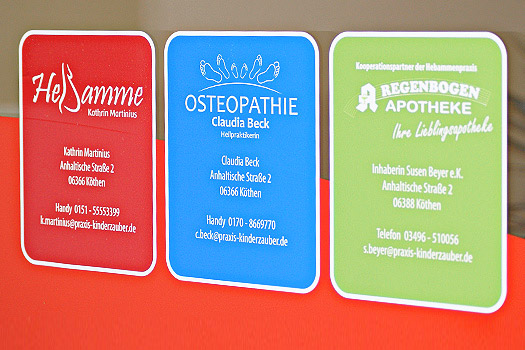 Hebamme
Kathrin Martinius
Kathrin Martinius
Anhaltische Straße 2
06366 Köthen
Handy 0151 - 55553399
k.martinius@praxis-kinderzauber.de
OSTEOPATHIE
Claudia Beck
Heilpraktikerin
Claudia Beck
Anhaltische Straße 2
06366 Köthen
Handy 0170 - 8669770
c.beck@praxis-kinderzauber.de
Kooperationspartner der Hebammenpraxis
REGENBOGEN
APOTHEKE
Ihre Lieblingsapotheke
Inhaberin Susen Beyer e.K.
Anhaltische Straße 2
06388 Köthen
Telefon 03496 - 510056
s.beyer@praxis-kinderzauber.de